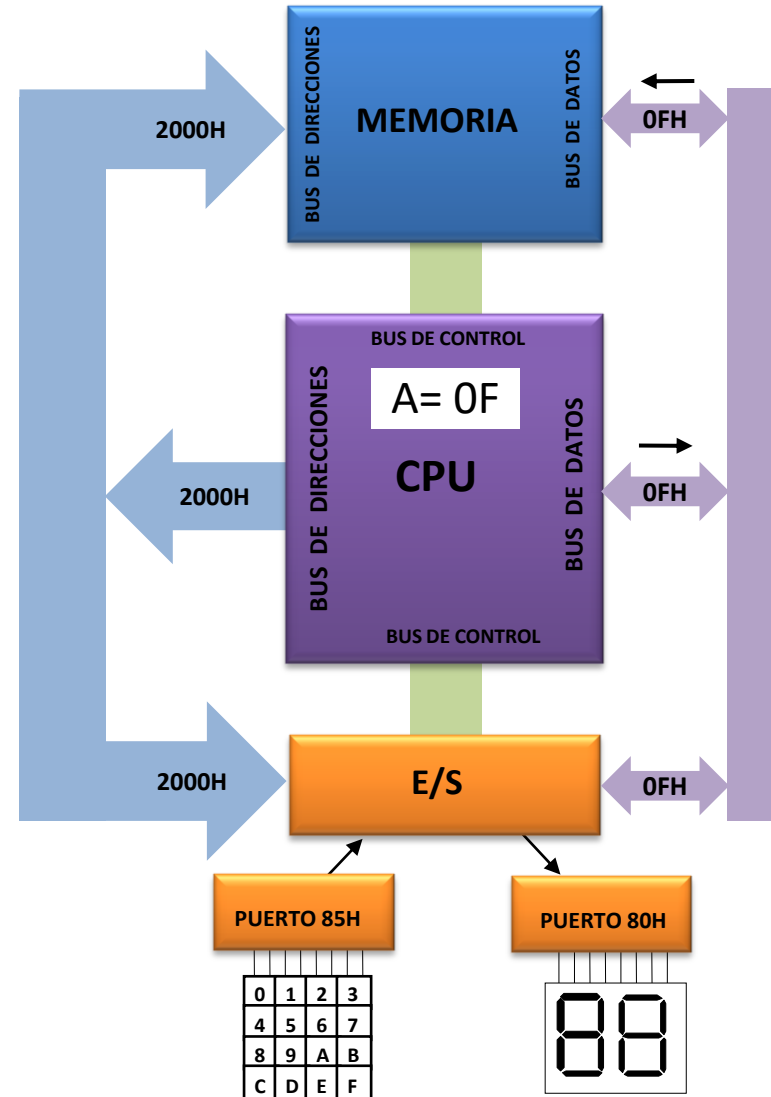 MEMORIA
BUS DE DIRECCIONES
BUS DE DATOS
2000H
0FH
BUS DE CONTROL
A= 0F
CPU
BUS DE DIRECCIONES
BUS DE DATOS
2000H
0FH
BUS DE CONTROL
2000H
E/S
0FH
PUERTO 85H
PUERTO 80H
0 1 2 3
4 5 6 7
8 9 A B
C D E F
88